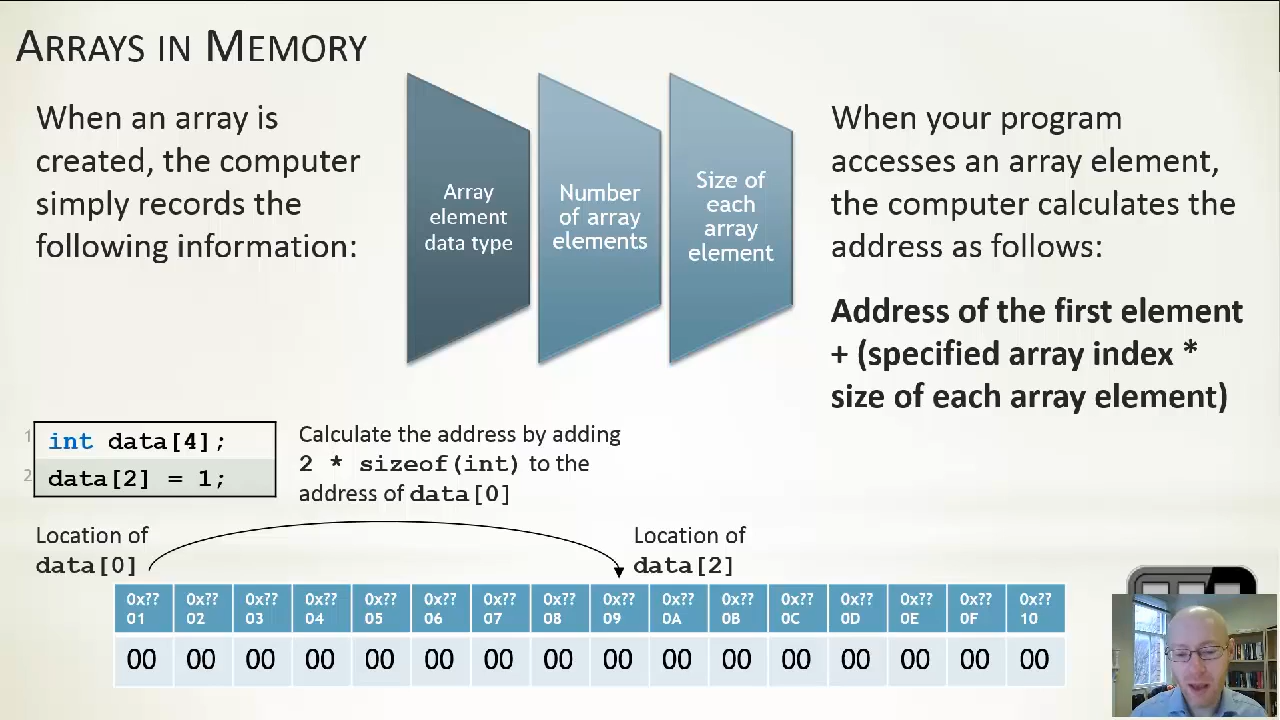 ARRAYS IN MEMORY
When an array is
created, the computer
simply records the
following information:
Array
element
data type
Number
of array
elements
Size of
each
array
element
When your program
accesses an array element,
the computer calculates the
address as follows:
Address of the first element
+ (specified array index *
size of each array element)
1 int data[4];
2 data[2] = 1;
Calculate the address by adding
2 * sizeof(int) to the
address of data[0]
Location of
data[0]
Location of
data[2]
0x?? 0x?? 0x?? 0x?? 0x?? 0x?? 0x?? 0x?? 0x?? 0x?? 0x?? 0x?? 0x?? 0x?? 0x?? 0x??
01 02 03 04 05 06 07 08 09 0A 0B 0C 0D 0E 0F 10
00 00 00 00 00 00 00 00 00 00 00 00 00 00 00 00